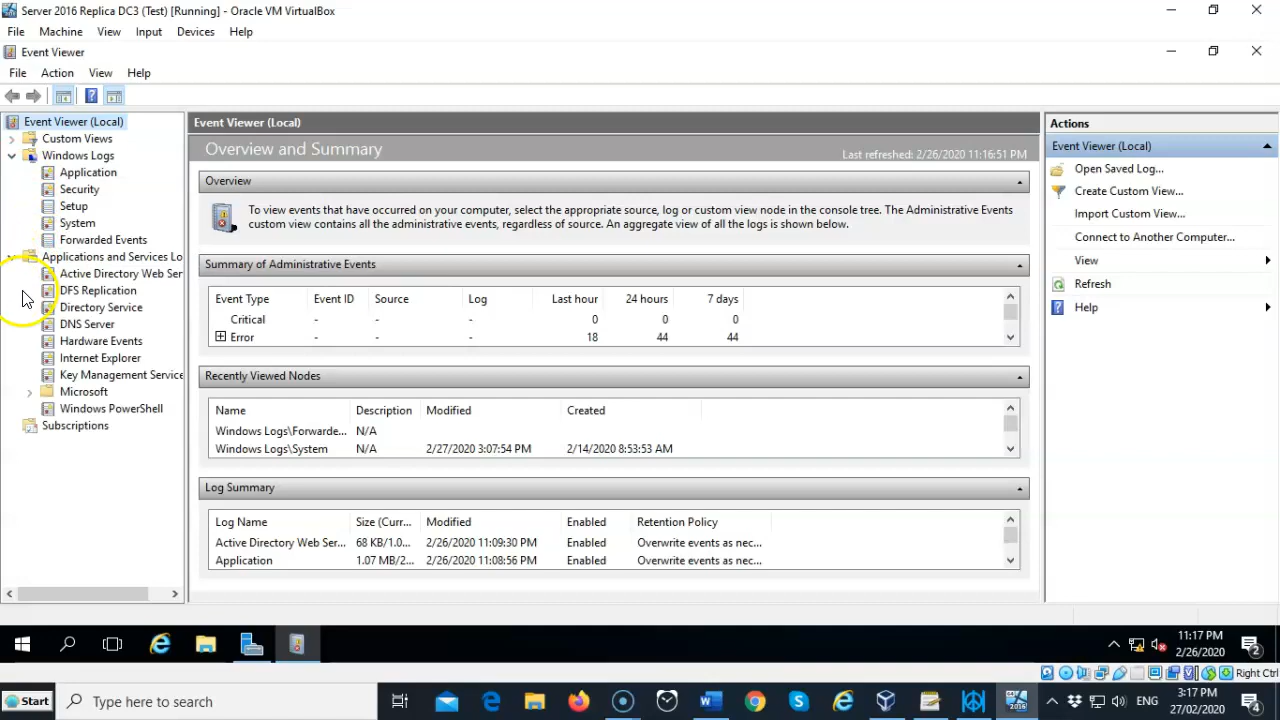 Server 2016 Replica DC3 (Test) [Running] - Oracle VM VirtualBox
File Machine View Input Devices Help
Event Viewer
File Action View Help
Event Viewer (Local)
Custom Views
Windows Logs
Application
Security
Setup
System
Forwarded Events
Applications and Services Lo
Active Directory Web Ser
DFS Replication
Directory Service
DNS Server
Hardware Events
Internet Explorer
Key Management Service
Microsoft
Windows PowerShell
Subscriptions
Event Viewer (Local)
Overview and Summary Last refreshed: 2/26/2020 11:16:51 PM
Overview
To view events that have occurred on your computer, select the appropriate source, log or custom view node in the console tree. The Administrative Events
custom view contains all the administrative events, regardless of source. An aggregate view of all the logs is shown below.
Summary of Administrative Events
Event Type Event ID Source Log Last hour 24 hours 7 days
Critical - - - 0 0 0
Error - - - 18 44 44
Recently Viewed Nodes
Name Description Modified Created
Windows Logs\Forwarde... N/A
Windows Logs\System N/A 2/27/2020 3:07:54 PM 2/14/2020 8:53:53 AM
Log Summary
Log Name Size (Curr... Modified Enabled Retention Policy
Active Directory Web Ser... 68 KB/1.0... 2/26/2020 11:09:30 PM Enabled Overwrite events as nec...
Application 1.07 MB/2... 2/26/2020 11:08:56 PM Enabled Overwrite events as nec...
Actions
Event Viewer (Local)
Open Saved Log...
Create Custom View...
Import Custom View...
Connect to Another Computer...
View
Refresh
Help
11:17 PM
2/26/2020
2
Right Ctrl
Start Type here to search ENG
3:17 PM
27/02/2020
4